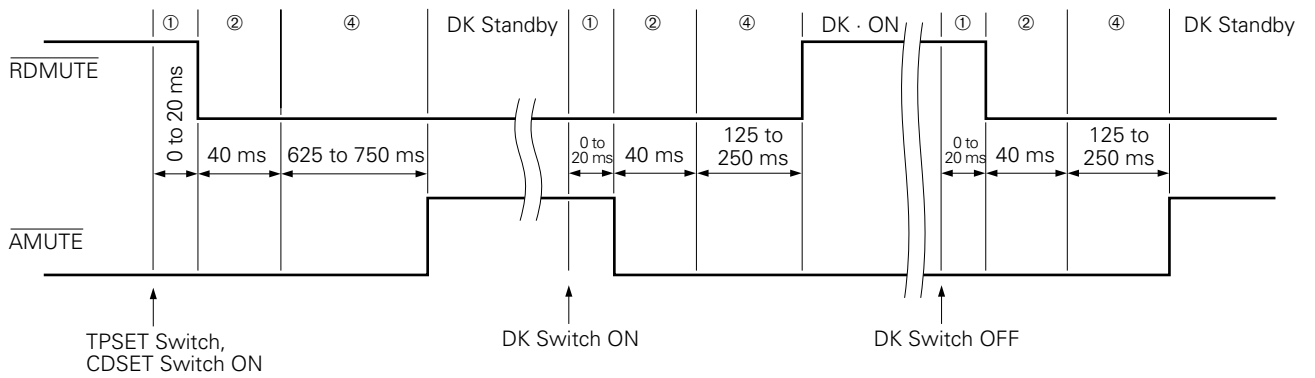 ① ② ④ DK Standby ① ② ④ DK · ON ① ② ④ DK Standby
RDMUTE
0 to 20 ms
40 ms
625 to 750 ms
0 to
20 ms
40 ms
125 to
250 ms
0 to
20 ms
40 ms
125 to
250 ms
AMUTE
TPSET Switch,
CDSET Switch ON
DK Switch ON
DK Switch OFF